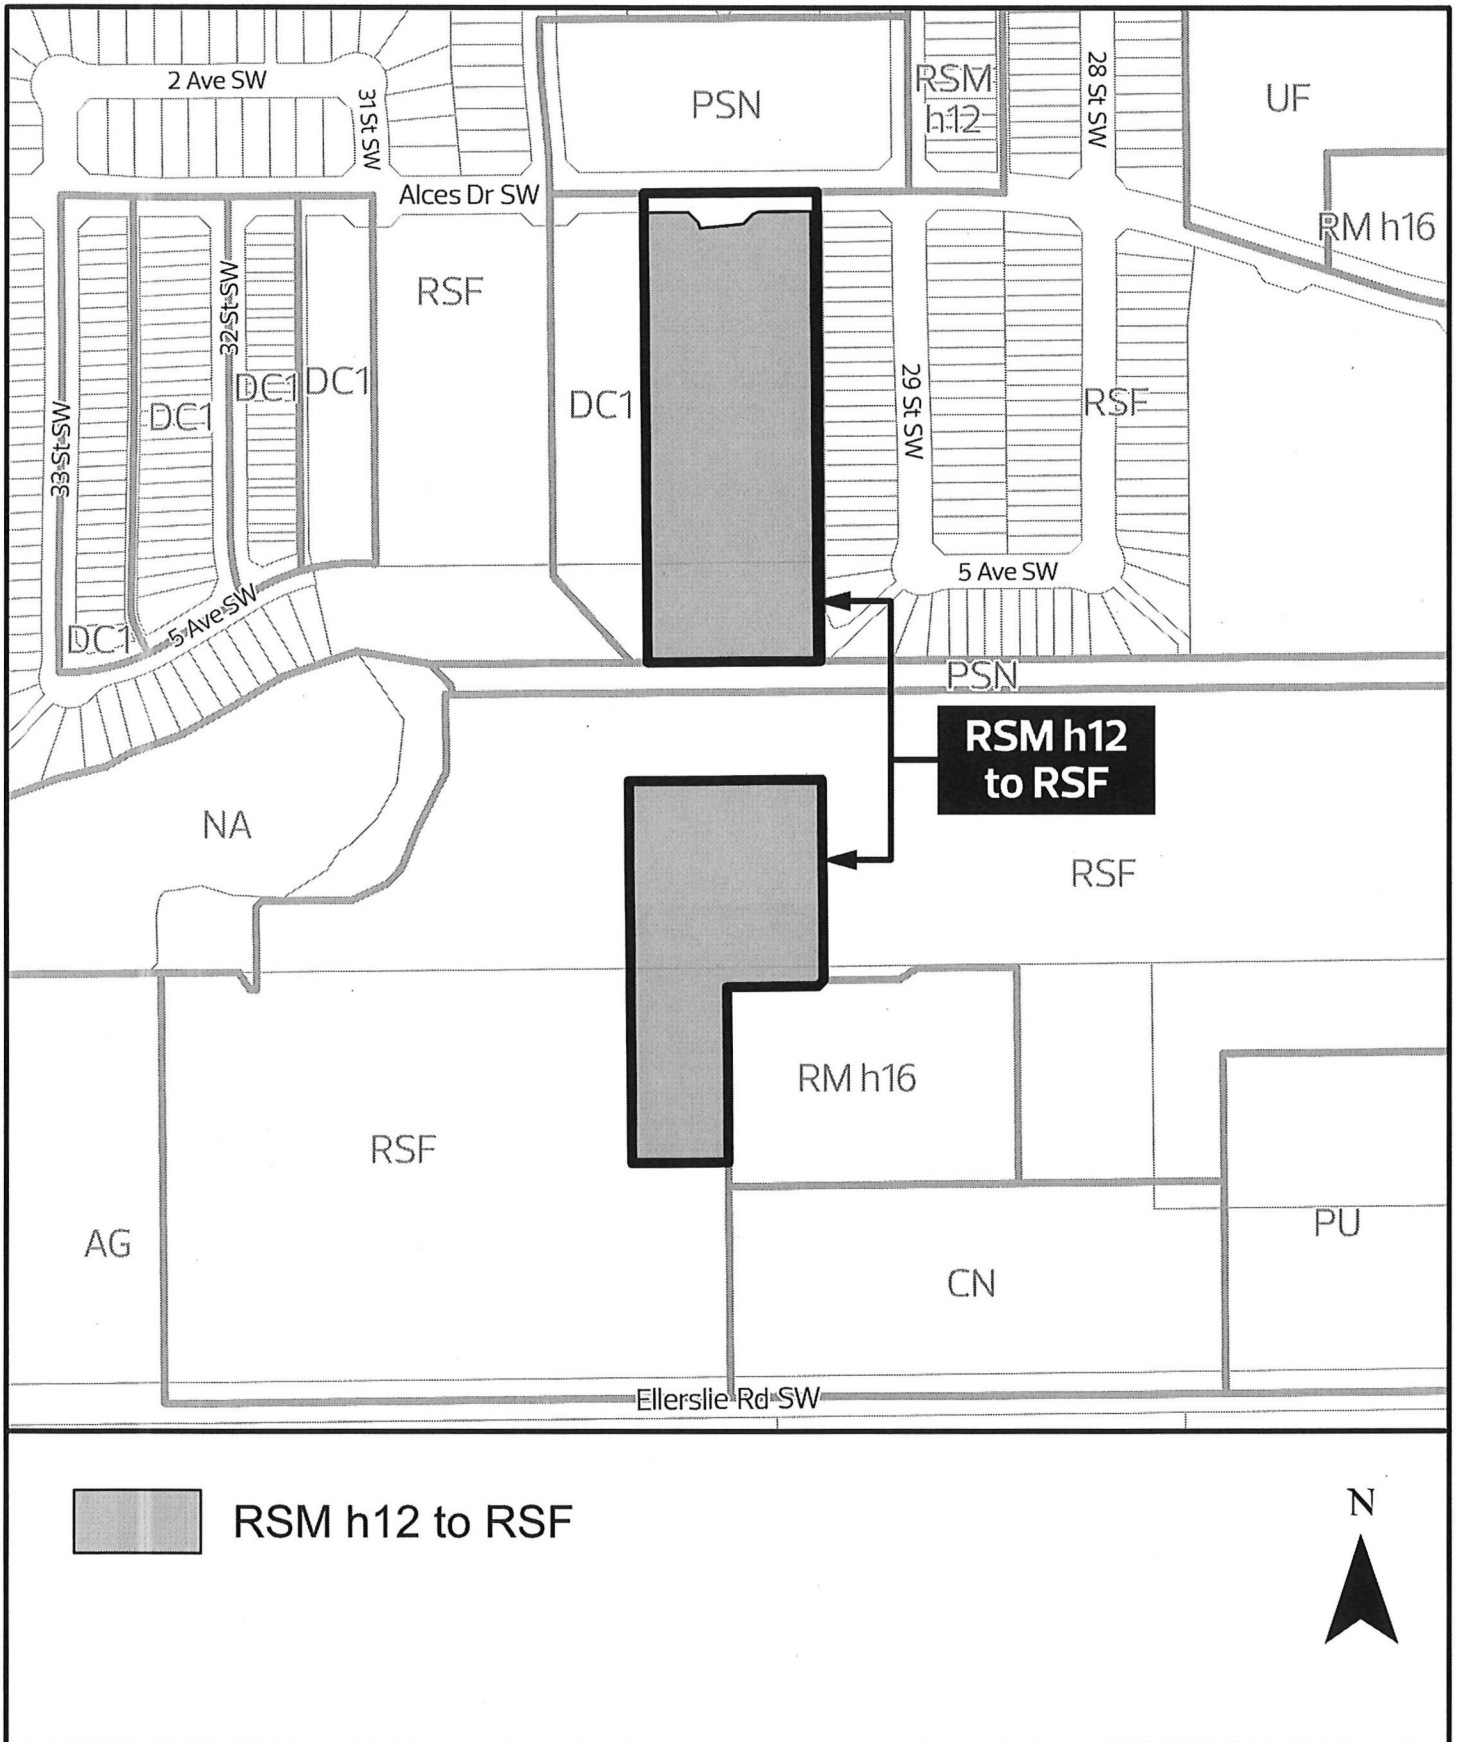 2 Ave SW
31 St SW
PSN
RSM
h12
28 St SW
UF
Alces Dr SW
RM h16
RSF
32 St SW
DC1
DC1
DC1
DC1
33 St SW
29 St SW
RSF
5 Ave SW
5 Ave SW
DC1
PSN
RSM h12
to RSF
NA
RSF
RM h16
RSF
AG
PU
CN
Ellerslie Rd SW
RSM h12 to RSF
N